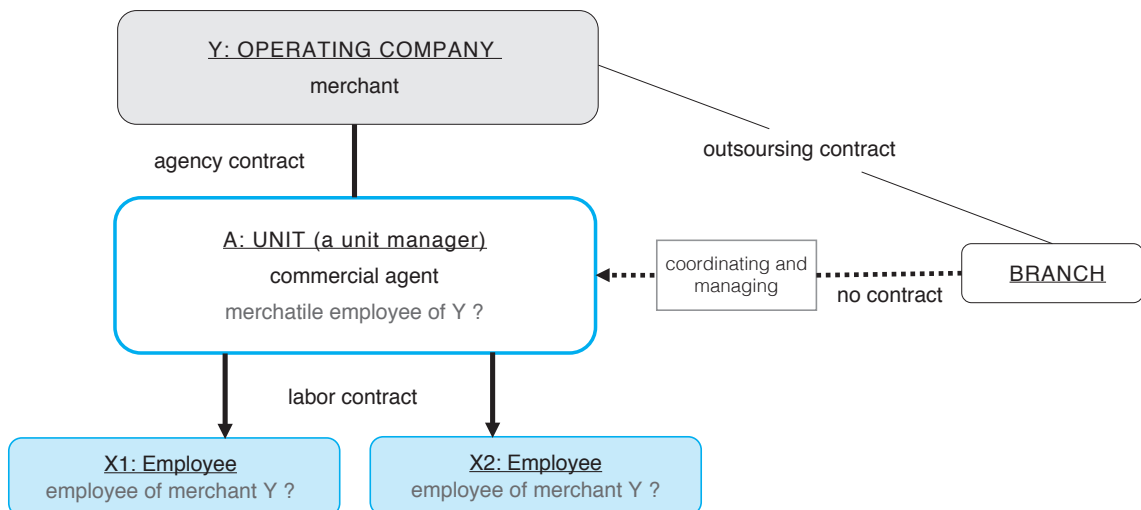 Y: OPERATING COMPANY
merchant
agency contract
outsoursing contract
A: UNIT (a unit manager)
commercial agent
merchatile employee of Y ?
coordinating and
managing
no contract
BRANCH
labor contract
X1: Employee
employee of merchant Y ?
X2: Employee
employee of merchant Y ?